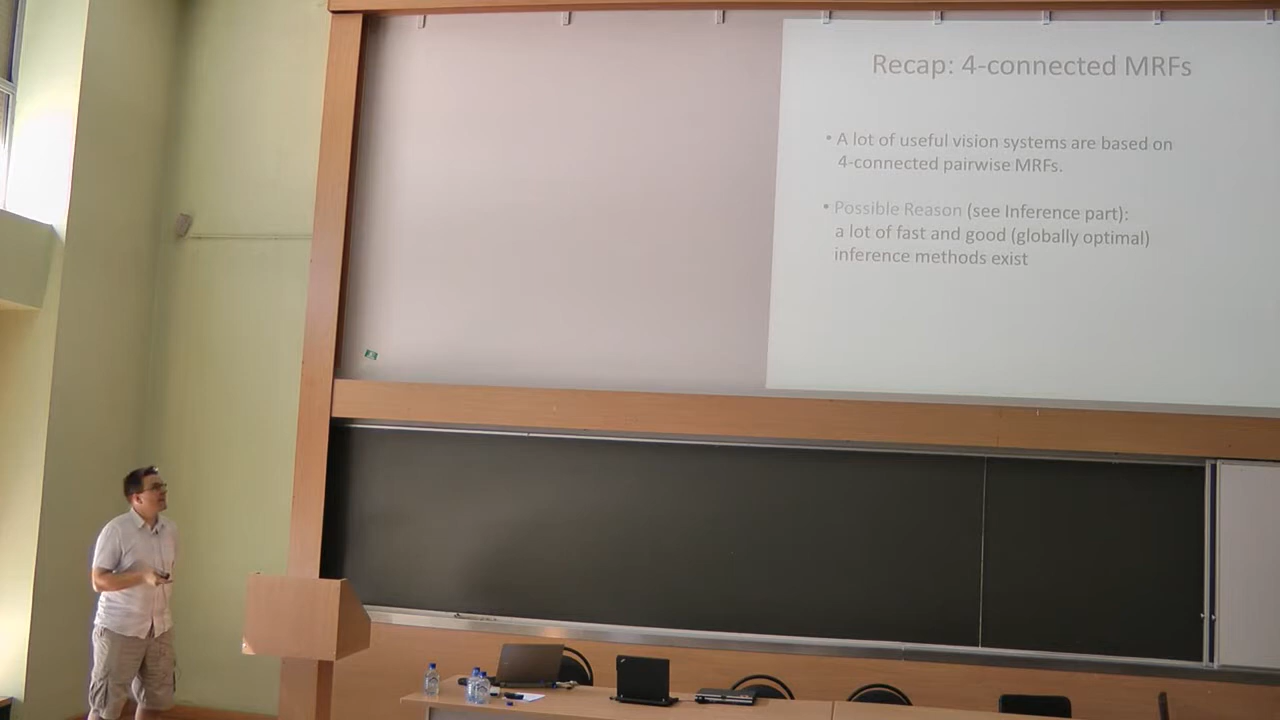 Recap: 4-connected MRFs
• A lot of useful vision systems are based on
4-connected pairwise MRFs.
• Possible Reason (see Inference part):
a lot of fast and good (globally optimal)
inference methods exist